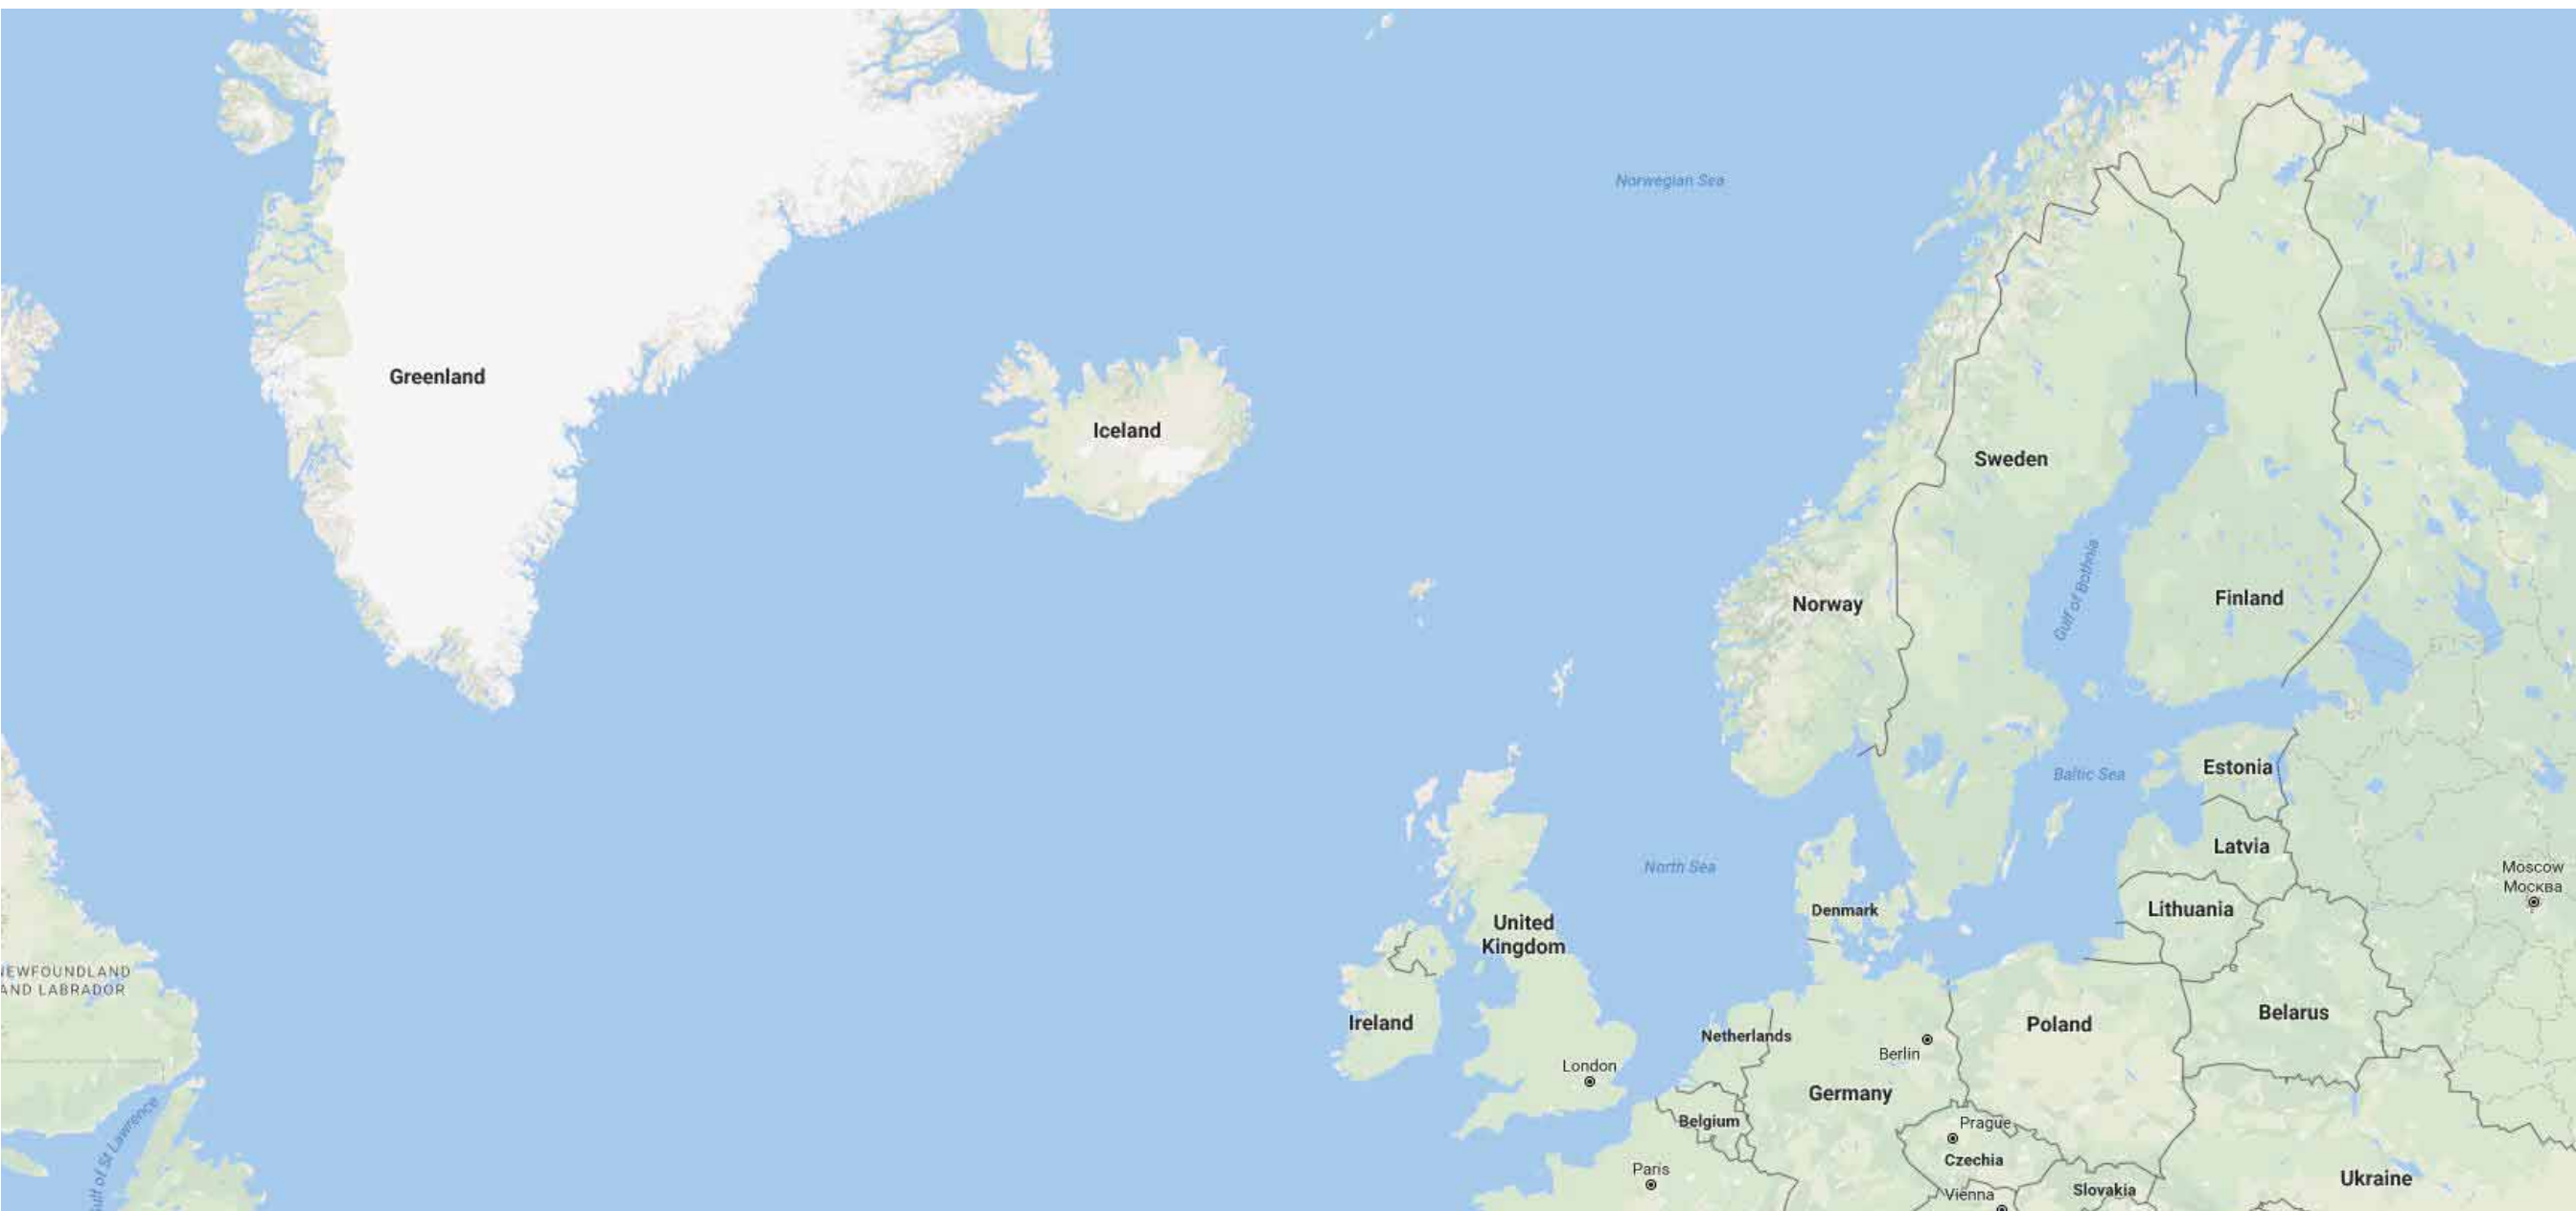 Norwegian Sea
Greenland
Iceland
Sweden
Gulf of Bothnia
Norway
Finland
Estonia
Baltic Sea
Latvia
North Sea
Moscow
Москва
Denmark
Lithuania
United
Kingdom
NEWFOUNDLAND
AND LABRADOR
Belarus
Ireland
Poland
Netherlands
Berlin
London
Germany
Gulf of St Lawrence
Belgium
Prague
Czechia
Paris
Ukraine
Slovakia
Vienna